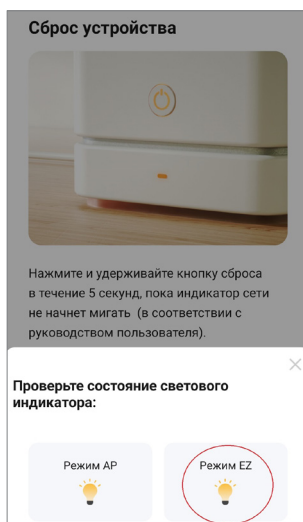 Сброс устройства
Нажмите и удерживайте кнопку сброса
в течение 5 секунд, пока индикатор сети
не начнет мигать (в соответствии с
руководством пользователя).
Проверьте состояние светового
индикатора:
Режим AP
Режим EZ